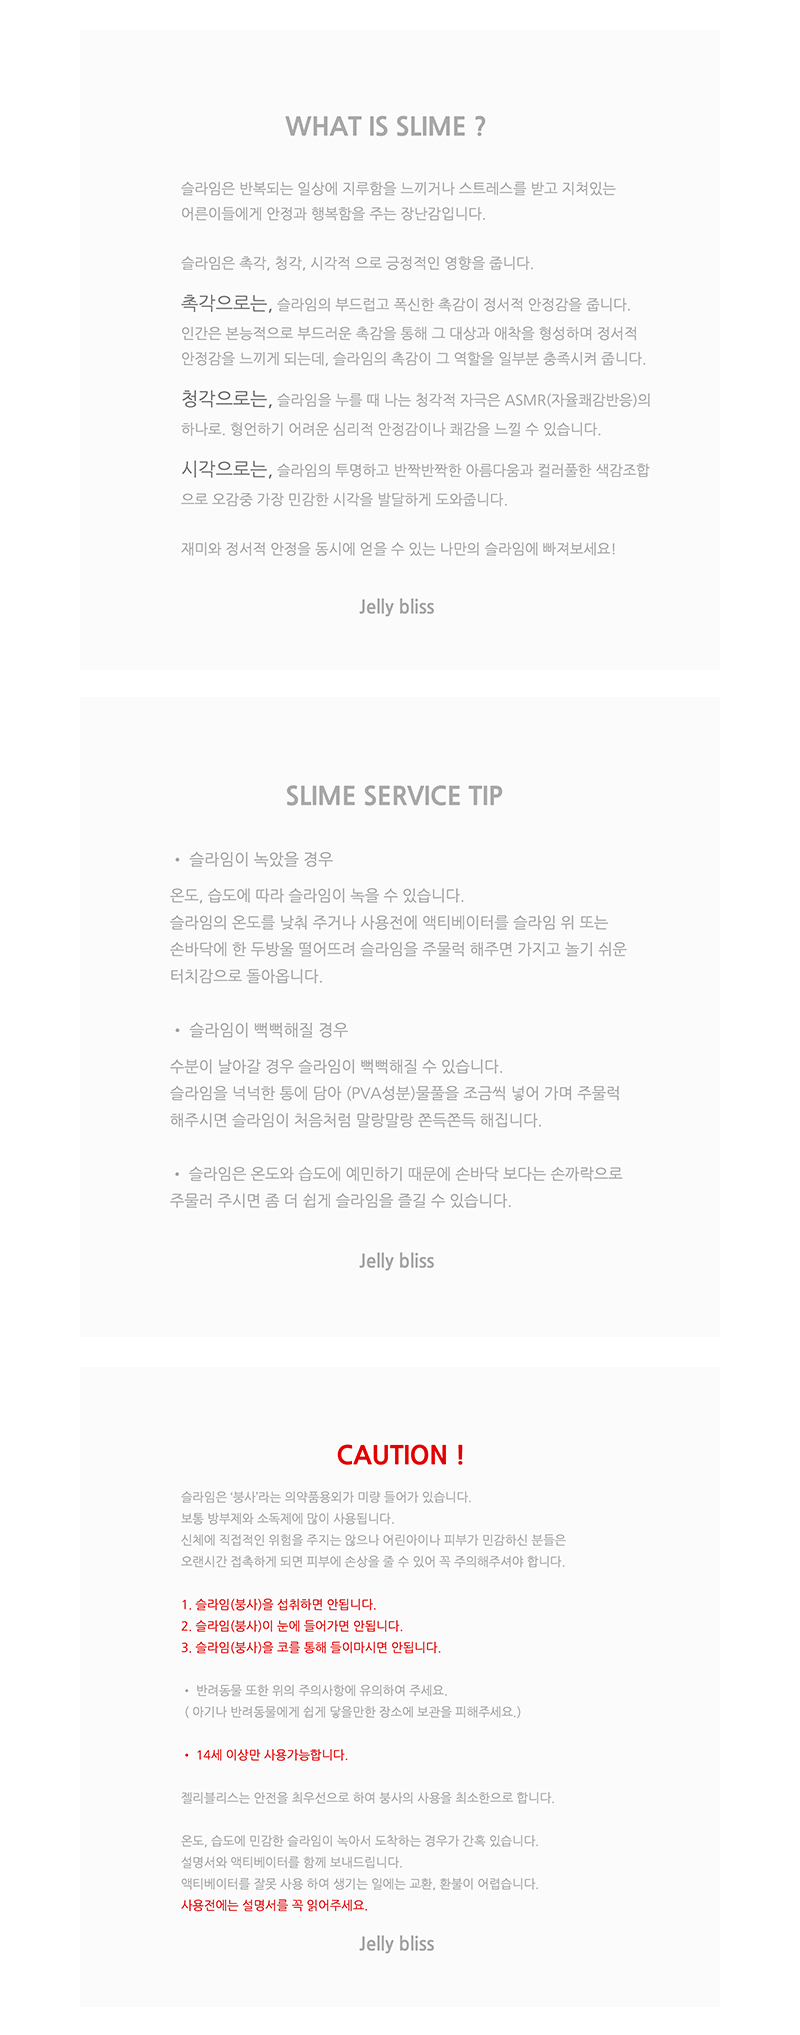 WHAT IS SLIME ?
슬라임은 반복되는 일상에 지루함을 느끼거나 스트레스를 받고 지쳐있는
어른이들에게 안정과 행복함을 주는 장난감입니다.
슬라임은 촉각, 청각, 시각적 으로 긍정적인 영향을 줍니다.
촉각으로는, 슬라임의 부드럽고 폭신한 촉감이 정서적 안정감을 줍니다.
인간은 본능적으로 부드러운 촉감을 통해 그 대상과 애착을 형성하며 정서적
안정감을 느끼게 되는데, 슬라임의 촉감이 그 역할을 일부분 충족시켜 줍니다.
청각으로는, 슬라임을 누를 때 나는 청각적 자극은 ASMR(자율쾌감반응)의
하나로. 형언하기 어려운 심리적 안정감이나 쾌감을 느낄 수 있습니다.
시각으로는, 슬라임의 투명하고 반짝반짝한 아름다움과 컬러풀한 색감조합
으로 오감중 가장 민감한 시각을 발달하게 도와줍니다.
재미와 정서적 안정을 동시에 얻을 수 있는 나만의 슬라임에 빠져보세요!
Jelly bliss
SLIME SERVICE TIP
• 슬라임이 녹았을 경우
온도, 습도에 따라 슬라임이 녹을 수 있습니다.
슬라임의 온도를 낮춰 주거나 사용전에 액티베이터를 슬라임 위 또는
손바닥에 한 두방울 떨어뜨려 슬라임을 주물럭 해주면 가지고 놀기 쉬운
터치감으로 돌아옵니다.
• 슬라임이 뻑뻑해질 경우
수분이 날아갈 경우 슬라임이 뻑뻑해질 수 있습니다.
슬라임을 넉넉한 통에 담아 (PVA성분)물풀을 조금씩 넣어 가며 주물럭
해주시면 슬라임이 처음처럼 말랑말랑 쫀득쫀득 해집니다.
• 슬라임은 온도와 습도에 예민하기 때문에 손바닥 보다는 손까락으로
주물러 주시면 좀 더 쉽게 슬라임을 즐길 수 있습니다.
Jelly bliss
CAUTION !
슬라임은 '붕사'라는 의약품용외가 미량 들어가 있습니다.
보통 방부제와 소독제에 많이 사용됩니다.
신체에 직접적인 위험을 주지는 않으나 어린아이나 피부가 민감하신 분들은
오랜시간 접촉하게 되면 피부에 손상을 줄 수 있어 꼭 주의해주셔야 합니다.
1. 슬라임(붕사)을 섭취하면 안됩니다.
2. 슬라임(붕사)이 눈에 들어가면 안됩니다.
3. 슬라임(붕사)을 코를 통해 들이마시면 안됩니다.
• 반려동물 또한 위의 주의사항에 유의하여 주세요.
( 아기나 반려동물에게 쉽게 닿을만한 장소에 보관을 피해주세요.)
• 14세 이상만 사용가능합니다.
젤리블리스는 안전을 최우선으로 하여 붕사의 사용을 최소한으로 합니다.
온도, 습도에 민감한 슬라임이 녹아서 도착하는 경우가 간혹 있습니다.
설명서와 액티베이터를 함께 보내드립니다.
액티베이터를 잘못 사용 하여 생기는 일에는 교환, 환불이 어렵습니다.
사용전에는 설명서를 꼭 읽어주세요.
Jelly bliss